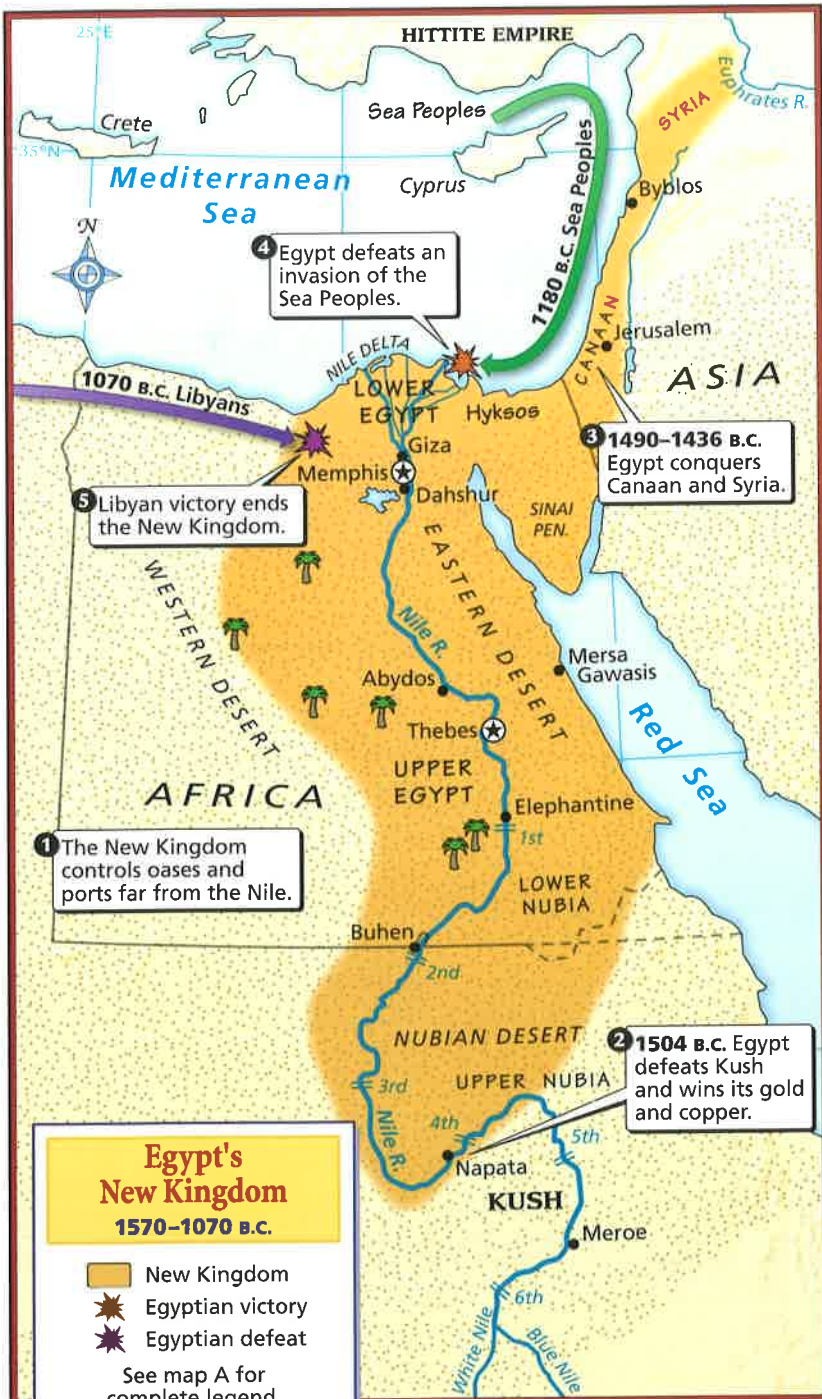 25°E
HITTITE EMPIRE
Euphrates R.
SYRIA
Sea Peoples
Crete
35°N
Mediterranean
Sea
Cyprus
Byblos
N
1180 B.C. Sea Peoples
4 Egypt defeats an
invasion of the
Sea Peoples.
CANAAN
Jerusalem
ASIA
NILE DELTA
1070 B.C. Libyans
LOWER
EGYPT
Hyksos
Giza
Memphis
Dahshur
3 1490–1436 B.C.
Egypt conquers
Canaan and Syria.
5 Libyan victory ends
the New Kingdom.
SINAI
PEN.
EASTERN DESERT
WESTERN DESERT
Nile R.
Mersa
Gawasis
Abydos
Red Sea
Thebes
UPPER
EGYPT
AFRICA
Elephantine
1st
1 The New Kingdom
controls oases and
ports far from the Nile.
LOWER
NUBIA
Buhen
2nd
NUBIAN DESERT
2 1504 B.C. Egypt
defeats Kush
and wins its gold
and copper.
3rd
UPPER NUBIA
Nile R.
4th
5th
Napata
KUSH
Meroe
6th
White Nile
Blue Nile
Egypt's
New Kingdom
1570–1070 B.C.
New Kingdom
Egyptian victory
Egyptian defeat
See map A for
complete legend